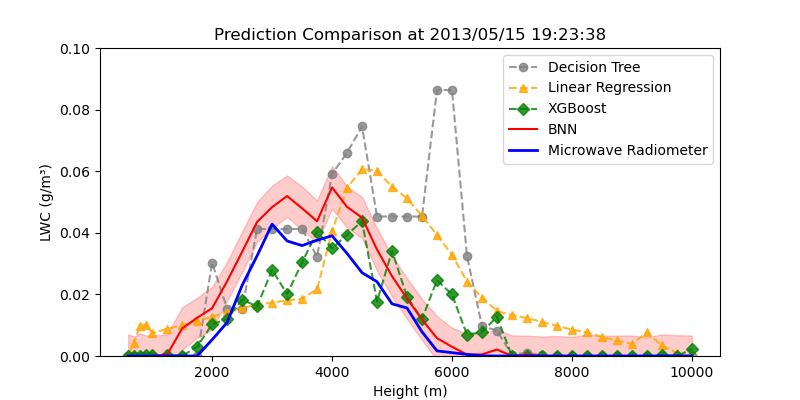 Prediction Comparison at 2013/05/15 19:23:38
LWC (g/m³)
0.10
0.08
0.06
0.04
0.02
0.00
2000 4000 6000 8000 10000
Height (m)
Decision Tree
Linear Regression
XGBoost
BNN
Microwave Radiometer